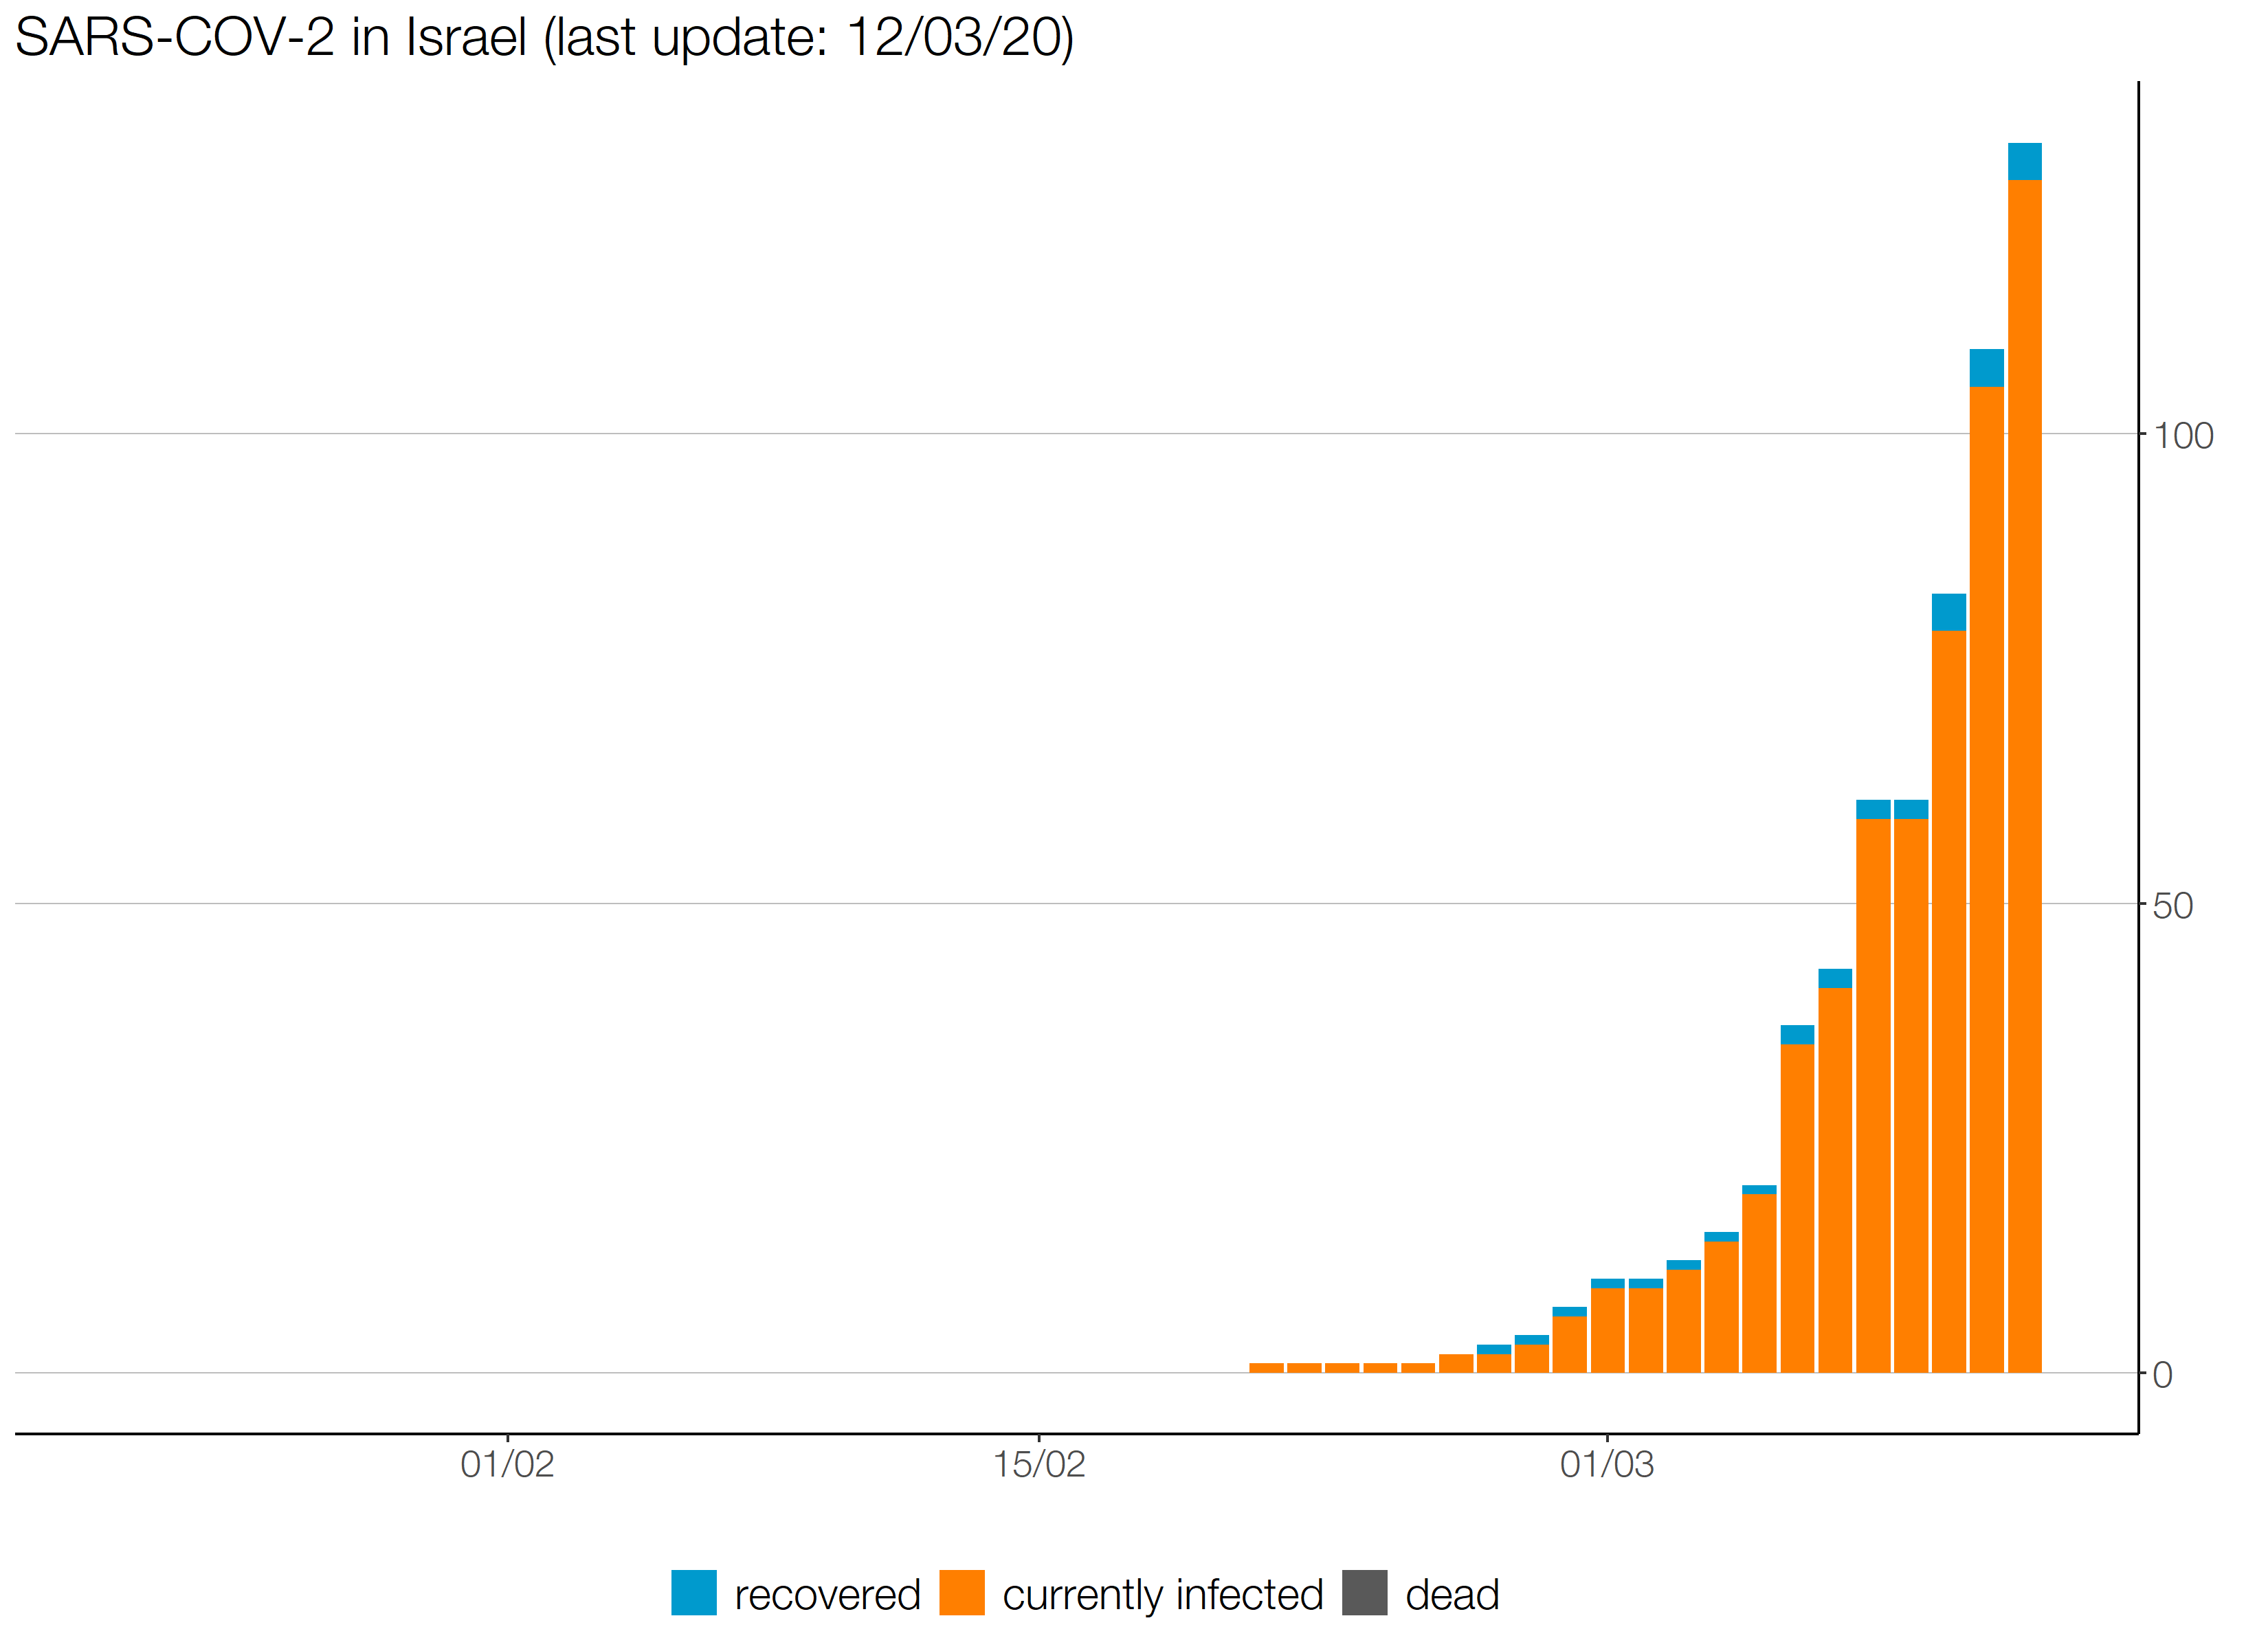 SARS-COV-2 in Israel (last update: 12/03/20)
100
50
0
01/02 15/02 01/03
recovered currently infected dead